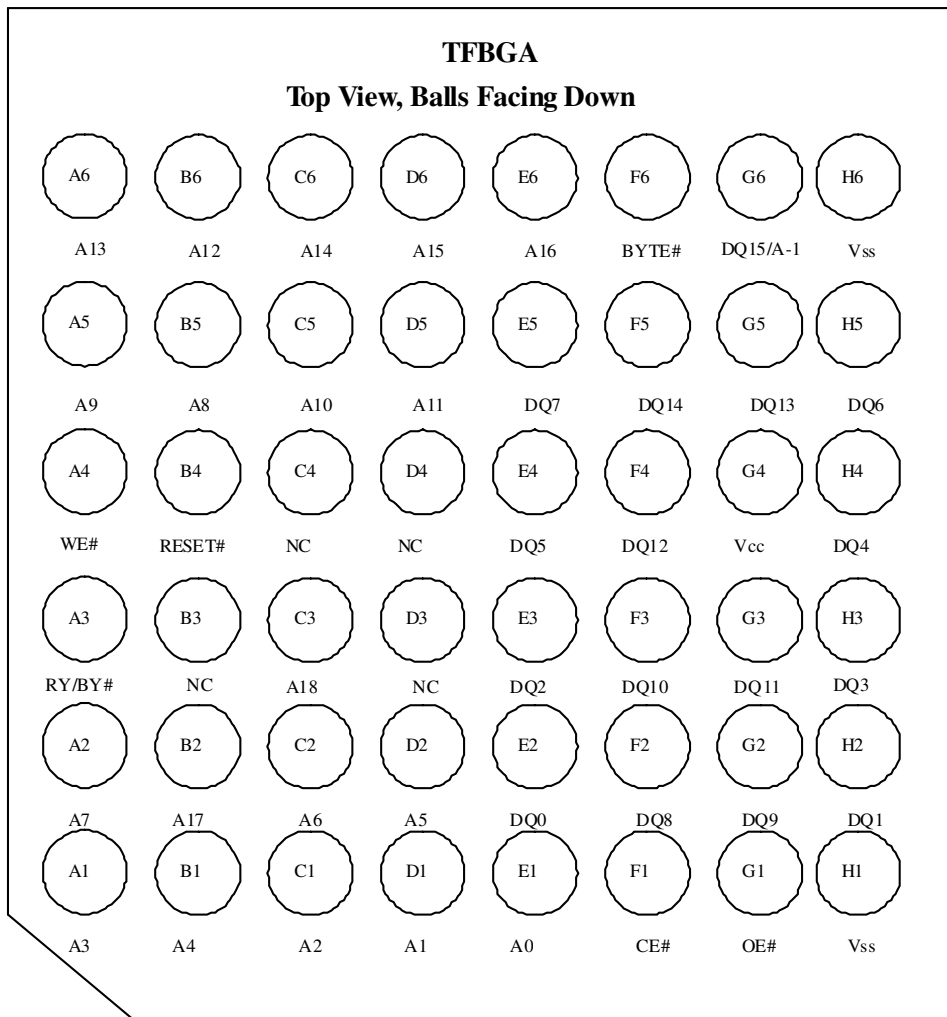 TFBGA
Top View, Balls Facing Down
A6 B6 C6 D6 E6 F6 G6 H6
A13 A12 A14 A15 A16 BYTE# DQ15/A-1 Vss
A5 B5 C5 D5 E5 F5 G5 H5
A9 A8 A10 A11 DQ7 DQ14 DQ13 DQ6
A4 B4 C4 D4 E4 F4 G4 H4
WE# RESET# NC NC DQ5 DQ12 Vcc DQ4
A3 B3 C3 D3 E3 F3 G3 H3
RY/BY# NC A18 NC DQ2 DQ10 DQ11 DQ3
A2 B2 C2 D2 E2 F2 G2 H2
A7 A17 A6 A5 DQ0 DQ8 DQ9 DQ1
A1 B1 C1 D1 E1 F1 G1 H1
A3 A4 A2 A1 A0 CE# OE# Vss